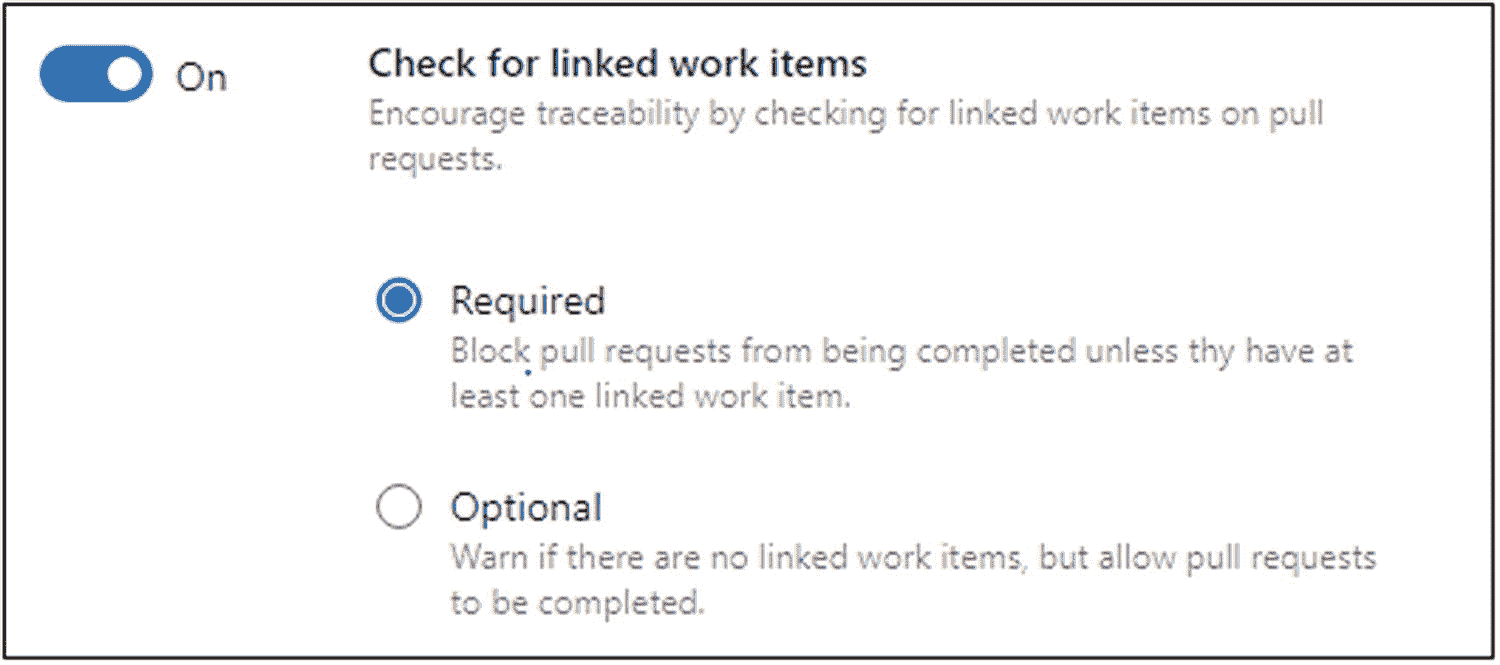 On
Check for linked work items
Encourage traceability by checking for linked work items on pull
requests.
Required
Block pull requests from being completed unless thy have at
least one linked work item.
Optional
Warn if there are no linked work items, but allow pull requests
to be completed.